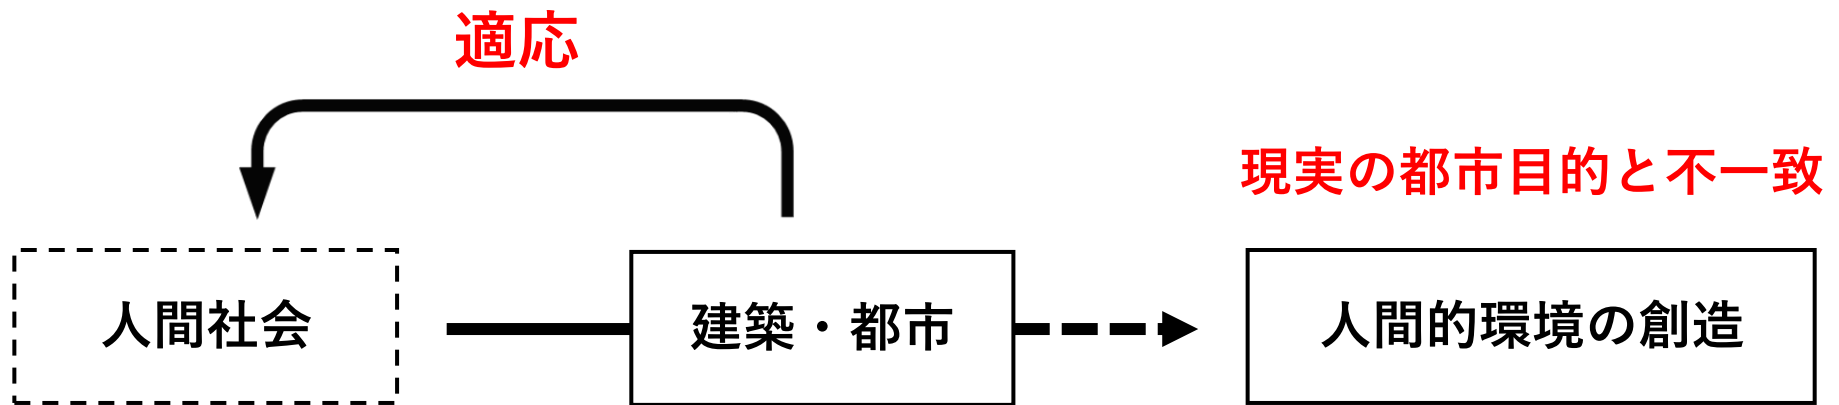 適応
現実の都市目的と不一致
人間社会
建築・都市
人間的環境の創造